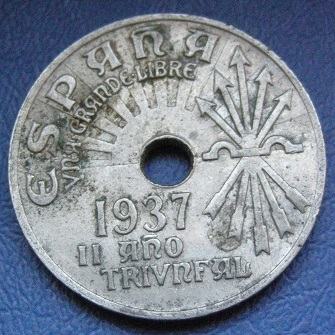 ESPAÑA
VNA·GRANDE·LIBRE
1937
II AÑO
TRIVNFAL